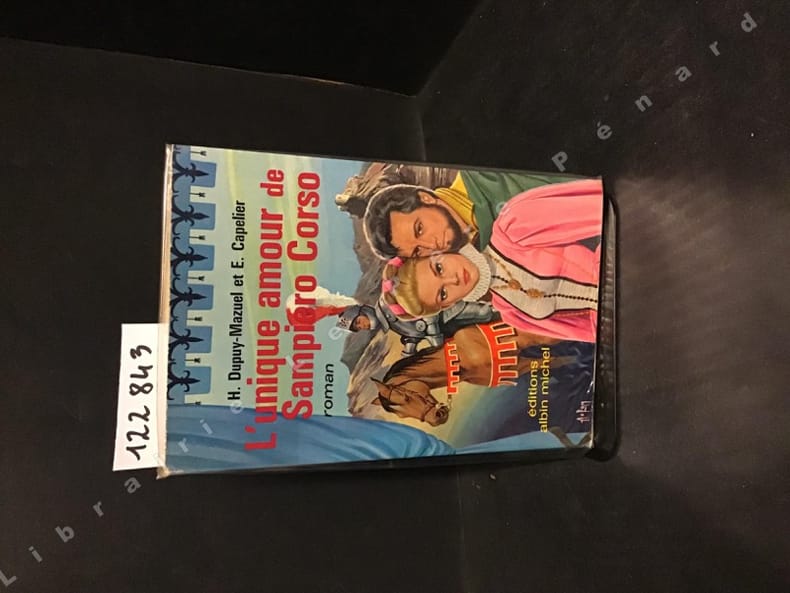 H. Dupuy-Mazuel et E. Capelier
L'unique amour de
Sampiero Corso
roman
éditions
albin michel
122 843
Librairie Pénard